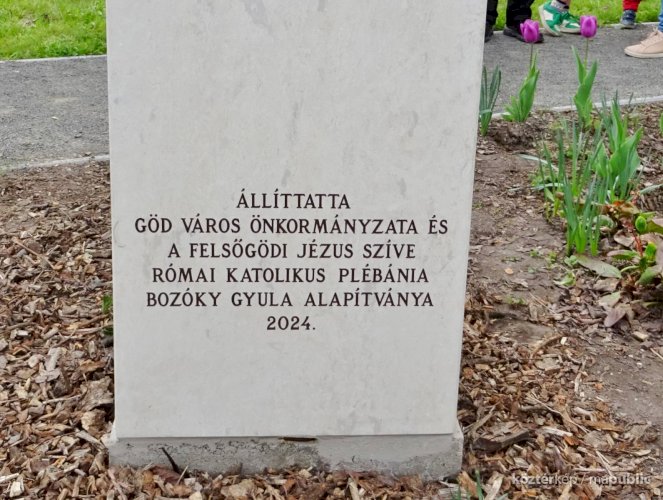 ÁLLÍTTATTA
GÖD VÁROS ÖNKORMÁNYZATA ÉS
A FELSŐGÖDI JÉZUS SZÍVE
RÓMAI KATOLIKUS PLÉBÁNIA
BOZÓKY GYULA ALAPÍTVÁNYA
2024.
köztérkép / mapublic